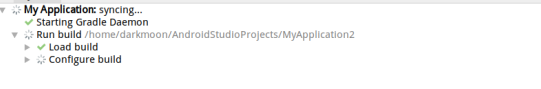 My Application: syncing...
Starting Gradle Daemon
Run build /home/darkmoon/AndroidStudioProjects/MyApplication2
Load build
Configure build